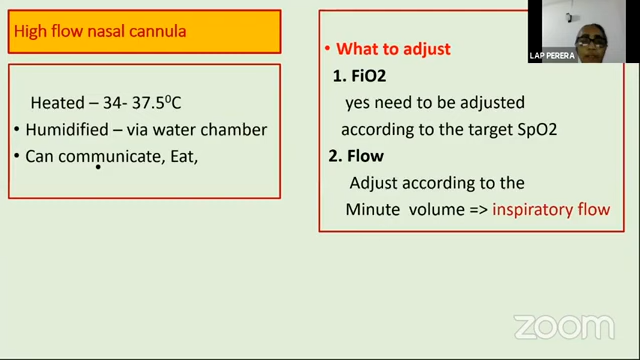 High flow nasal cannula
Heated – 34- 37.5⁰C
• Humidified – via water chamber
• Can communicate, Eat,
• What to adjust
1. FiO2
yes need to be adjusted
according to the target SpO2
2. Flow
Adjust according to the
Minute volume => inspiratory flow
LAP PERERA
zoom